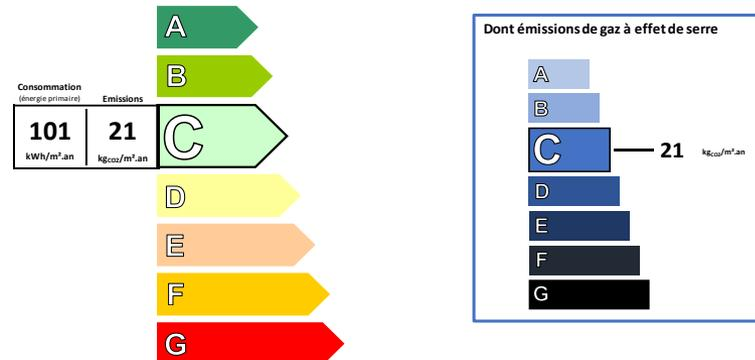 A
B
Consommation
(énergie primaire)
Emissions
101
21
kWh/m².an
kgCO2/m².an
C
D
E
F
G
Dont émissions de gaz à effet de serre
A
B
C
21
kgCO2/m².an
D
E
F
G